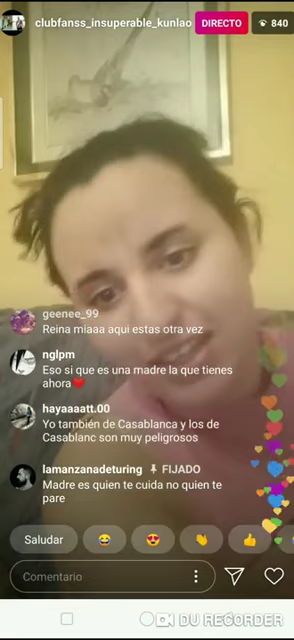 clubfanss_insuperable_kunlao
DIRECTO
840
geenee_99
Reina miaaa aqui estas otra vez
nglpm
Eso si que es una madre la que tienes
ahora❤️
hayaaaatt.00
Yo también de Casablanca y los de
Casablanc som muy peligrosos
lamanzanadeturing FIJADO
Madre es quien te cuida no quien te
pare
Saludar 😂 😍 👏 👍
Comentario
DU RECORDER